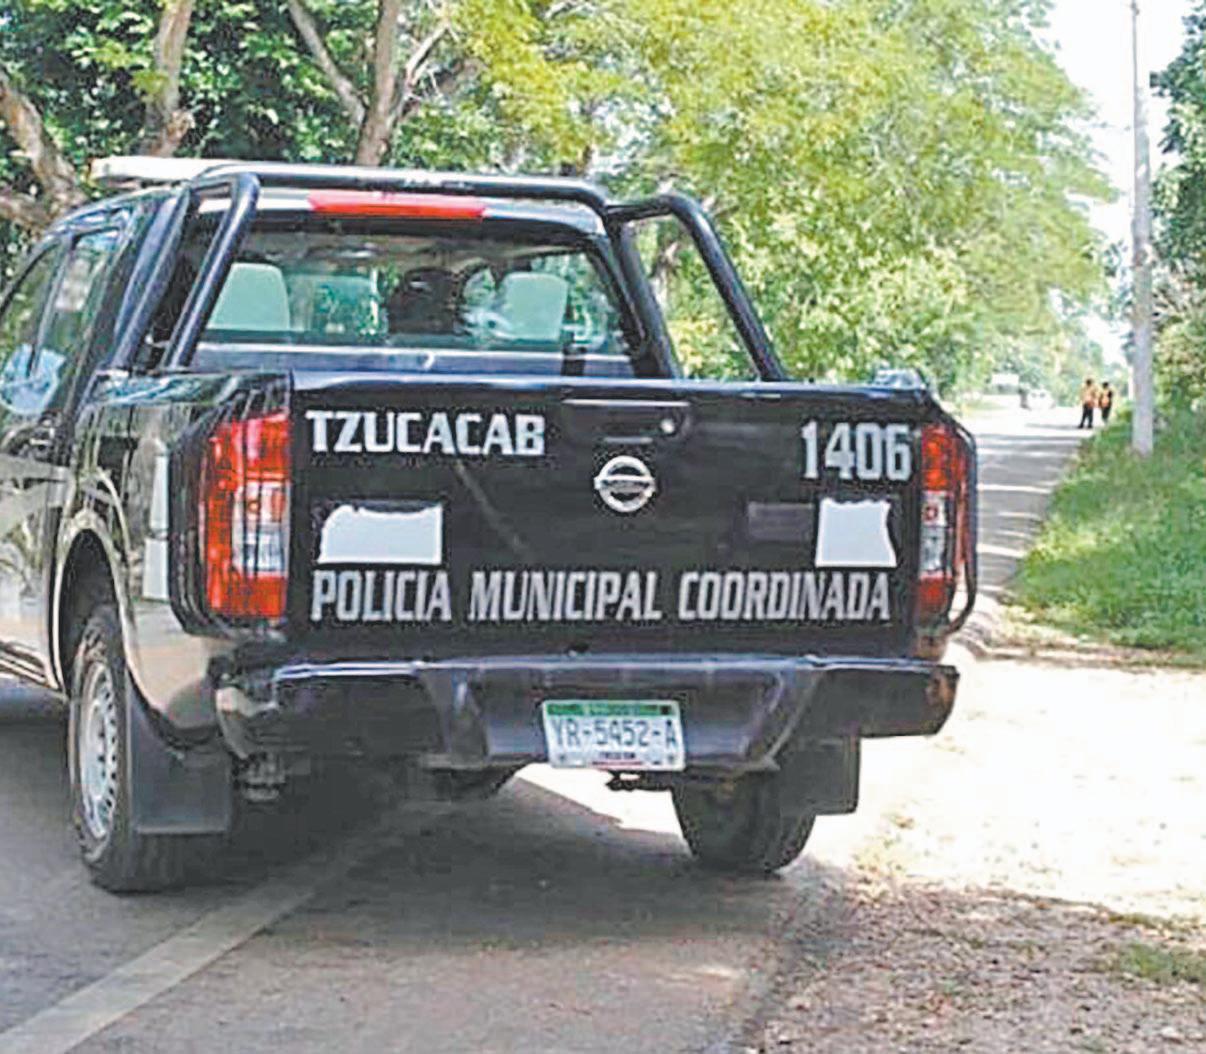 TZUCACAB
1406
POLICIA MUNICIPAL COORDINADA
YR-5452-A